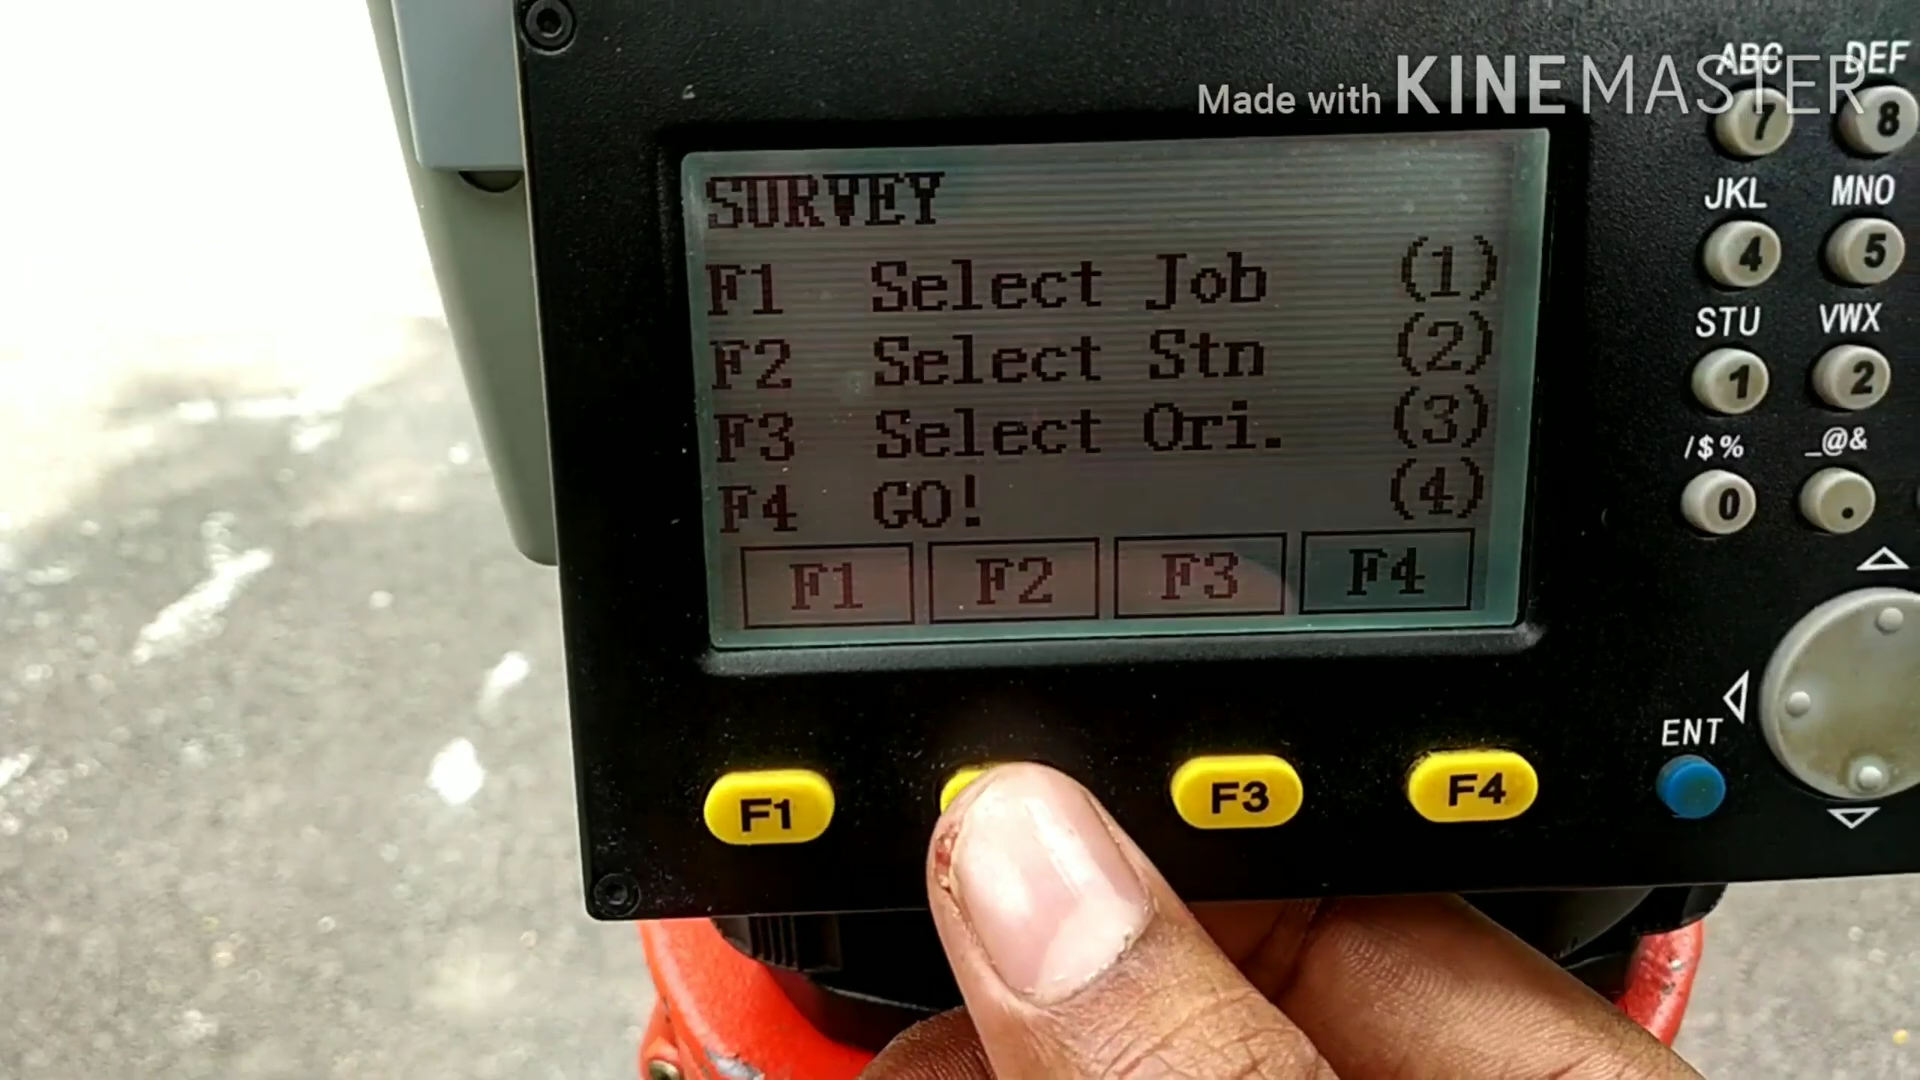 Made with KINEMASTER
SURVEY
F1 Select Job (1)
F2 Select Stn (2)
F3 Select Ori. (3)
F4 GO! (4)
F1 F2 F3 F4
F1 F3 F4
ABC DEF
7 8
JKL MNO
4 5
STU VWX
1 2
/$% _@&
0 .
ENT